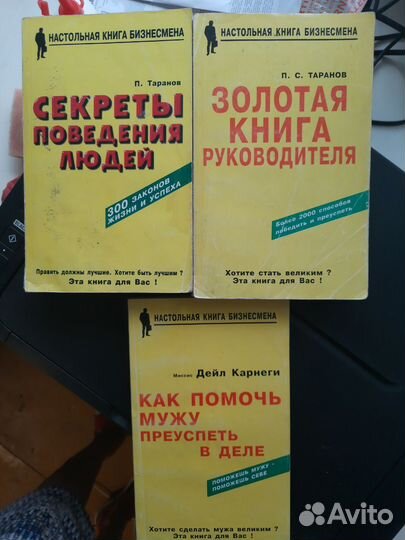 НАСТОЛЬНАЯ КНИГА БИЗНЕСМЕНА
П. Таранов
СЕКРЕТЫ
ПОВЕДЕНИЯ
ЛЮДЕЙ
300 ЗАКОНОВ
ЖИЗНИ И УСПЕХА
Править должны лучшие. Хотите быть лучшим ?
Эта книга для Вас !
НАСТОЛЬНАЯ КНИГА БИЗНЕСМЕНА
П. С. ТАРАНОВ
ЗОЛОТАЯ
КНИГА
РУКОВОДИТЕЛЯ
Более 2000 способов
победить и преуспеть
Хотите стать великим ?
Эта книга для Вас !
НАСТОЛЬНАЯ КНИГА БИЗНЕСМЕНА
Миссис Дейл Карнеги
КАК ПОМОЧЬ
МУЖУ
ПРЕУСПЕТЬ
В ДЕЛЕ
ПОМОЖЕШЬ МУЖУ -
ПОМОЖЕШЬ СЕБЕ
Хотите сделать мужа великим ?
Эта книга для Вас !
Avito